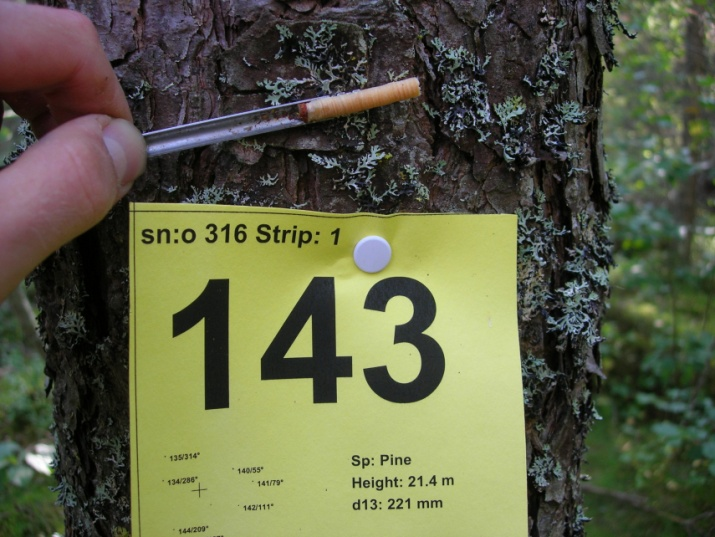 sn:o 316 Strip: 1
143
135/314°
134/286°
140/55°
141/79°
142/111°
144/209°
Sp: Pine
Height: 21.4 m
d13: 221 mm